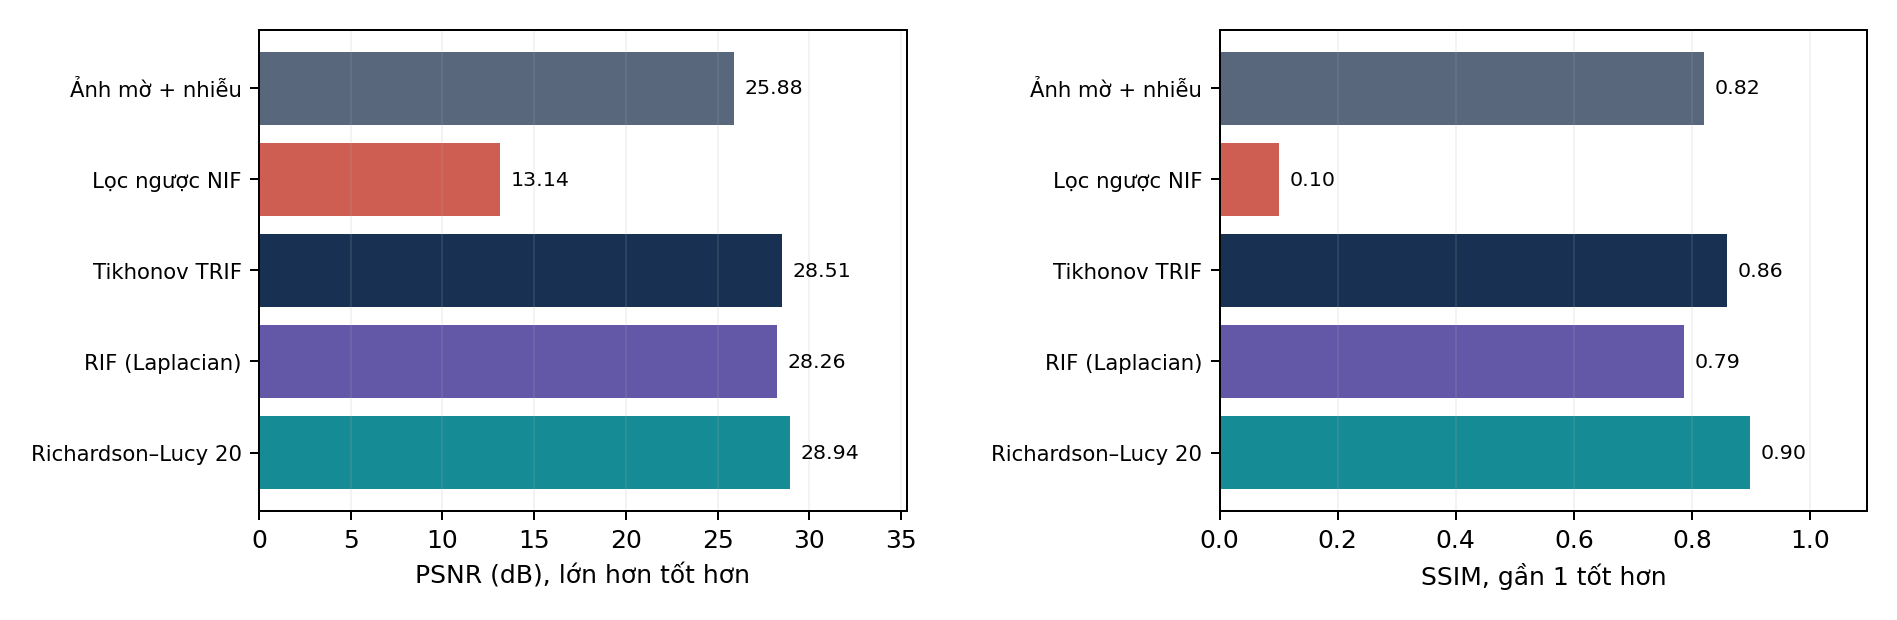 Ảnh mờ + nhiễu
25.88
Lọc ngược NIF
13.14
Tikhonov TRIF
28.51
RIF (Laplacian)
28.26
Richardson–Lucy 20
28.94
0 5 10 15 20 25 30 35
PSNR (dB), lớn hơn tốt hơn
Ảnh mờ + nhiễu
0.82
Lọc ngược NIF
0.10
Tikhonov TRIF
0.86
RIF (Laplacian)
0.79
Richardson–Lucy 20
0.90
0.0 0.2 0.4 0.6 0.8 1.0
SSIM, gần 1 tốt hơn